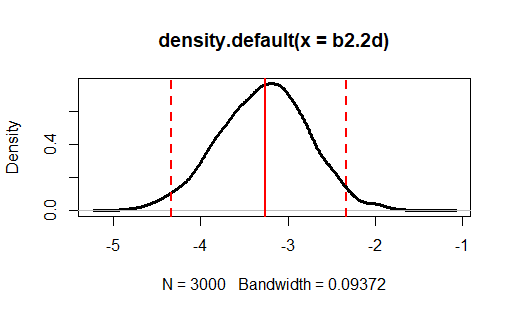 density.default(x = b2.2d)
Density
0.4
0.0
-5 -4 -3 -2 -1
N = 3000 Bandwidth = 0.09372